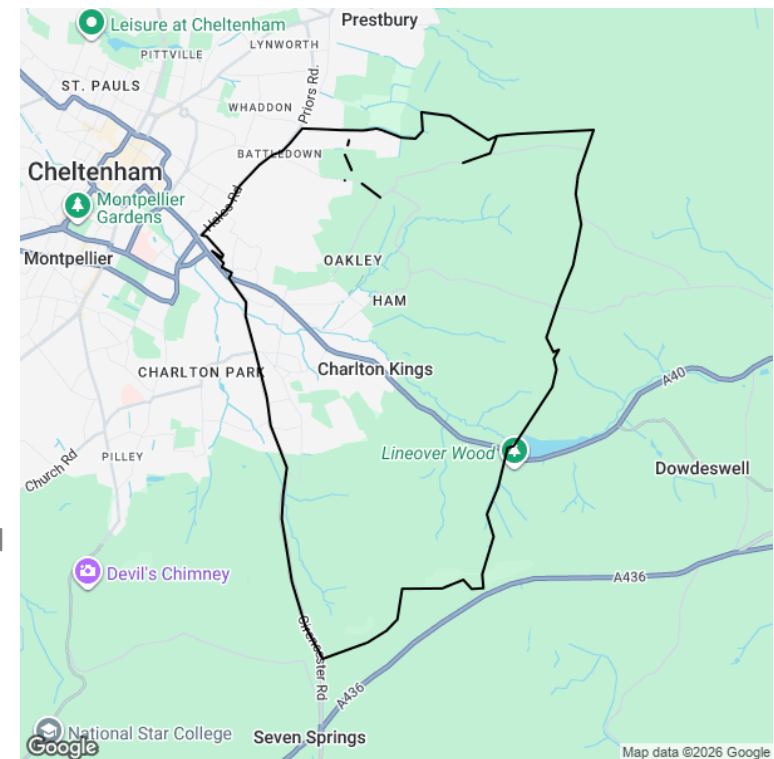 Prestbury
Leisure at Cheltenham
LYNWORTH
PITTVILLE
ST. PAULS
Priors Rd.
WHADDON
BATTLEDOWN
Cheltenham
Montpellier
Gardens
Hales Rd
Montpellier
OAKLEY
HAM
CHARLTON PARK
Charlton Kings
A40
PILLEY
Church Rd
Lineover Wood
Dowdeswell
Devil's Chimney
A436
Cirencester Rd
A436
National Star College
Seven Springs
Google
Map data ©2026 Google